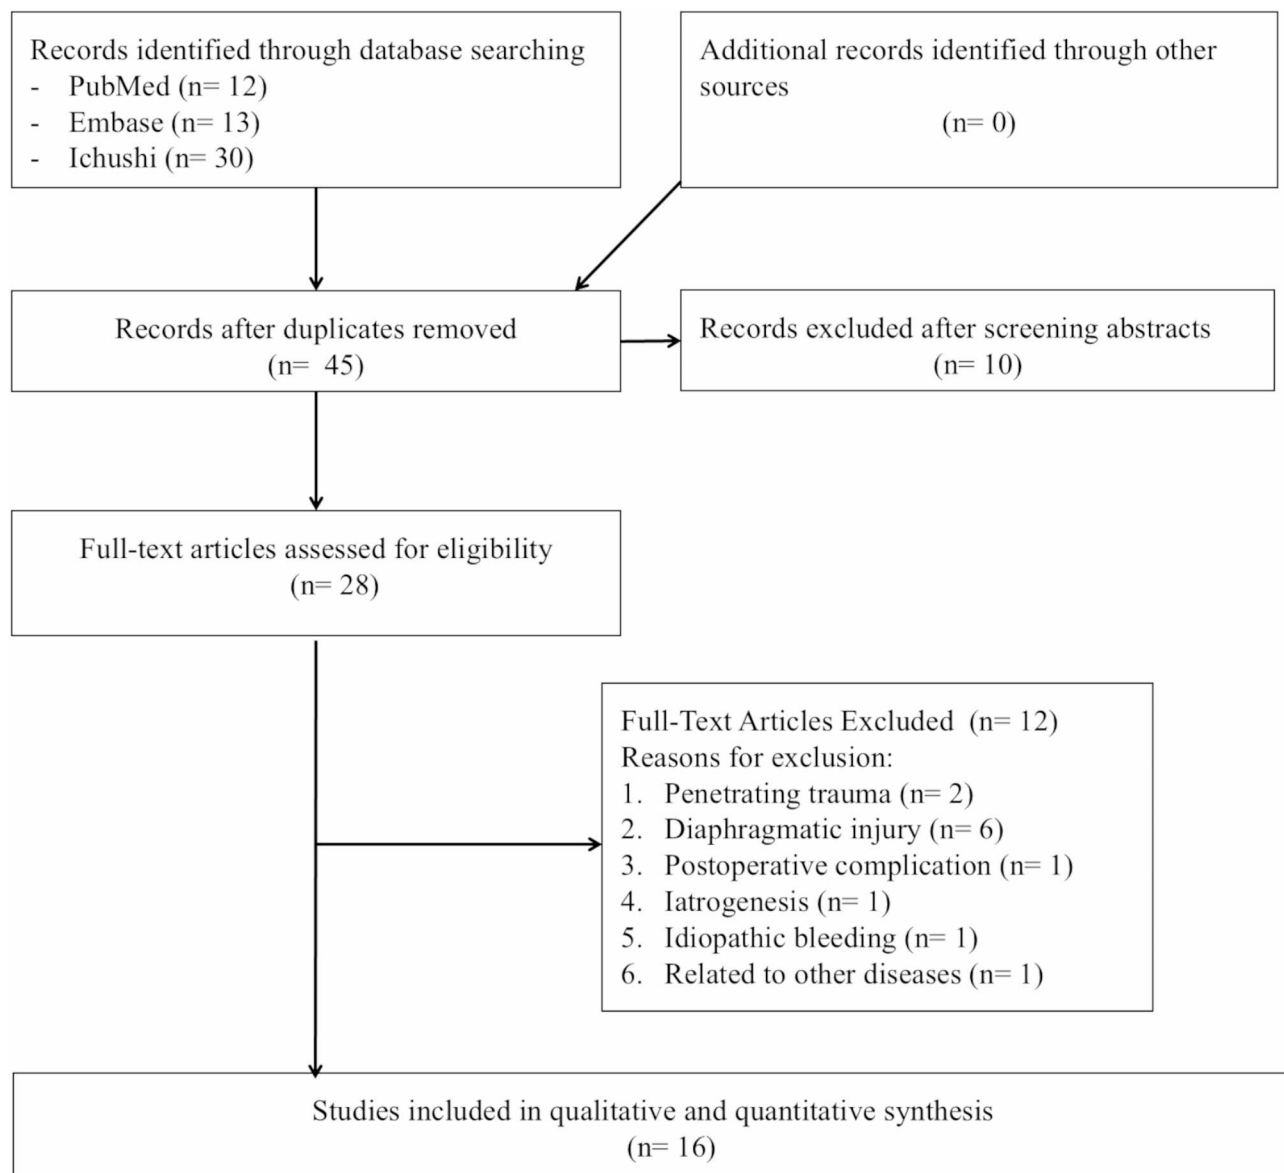 Records identified through database searching
- PubMed (n= 12)
- Embase (n= 13)
- Ichushi (n= 30)
Additional records identified through other
sources
(n= 0)
Records after duplicates removed
(n= 45)
Records excluded after screening abstracts
(n= 10)
Full-text articles assessed for eligibility
(n= 28)
Full-Text Articles Excluded (n= 12)
Reasons for exclusion:
1. Penetrating trauma (n= 2)
2. Diaphragmatic injury (n= 6)
3. Postoperative complication (n= 1)
4. Iatrogenesis (n= 1)
5. Idiopathic bleeding (n= 1)
6. Related to other diseases (n= 1)
Studies included in qualitative and quantitative synthesis
(n= 16)